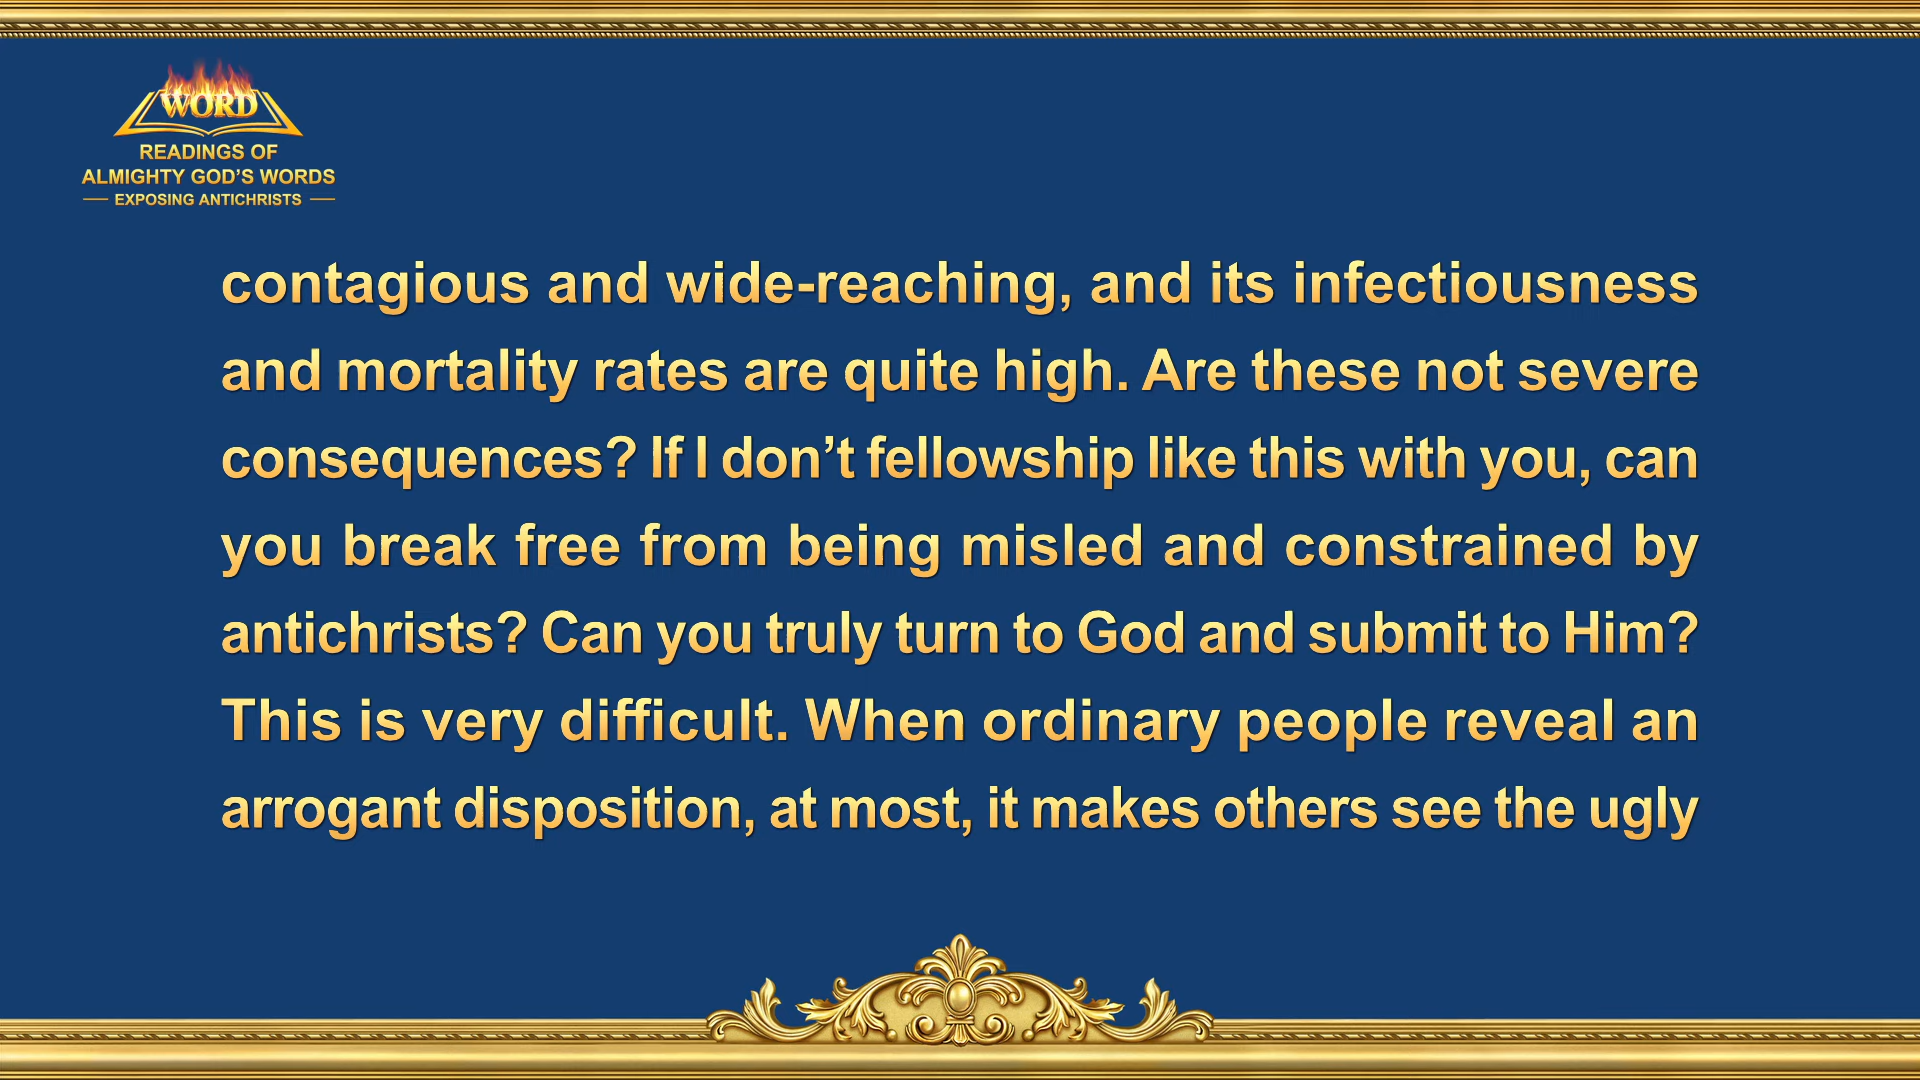 WORD
READINGS OF
ALMIGHTY GOD’S WORDS
EXPOSING ANTICHRISTS
contagious and wide-reaching, and its infectiousness
and mortality rates are quite high. Are these not severe
consequences? If I don’t fellowship like this with you, can
you break free from being misled and constrained by
antichrists? Can you truly turn to God and submit to Him?
This is very difficult. When ordinary people reveal an
arrogant disposition, at most, it makes others see the ugly